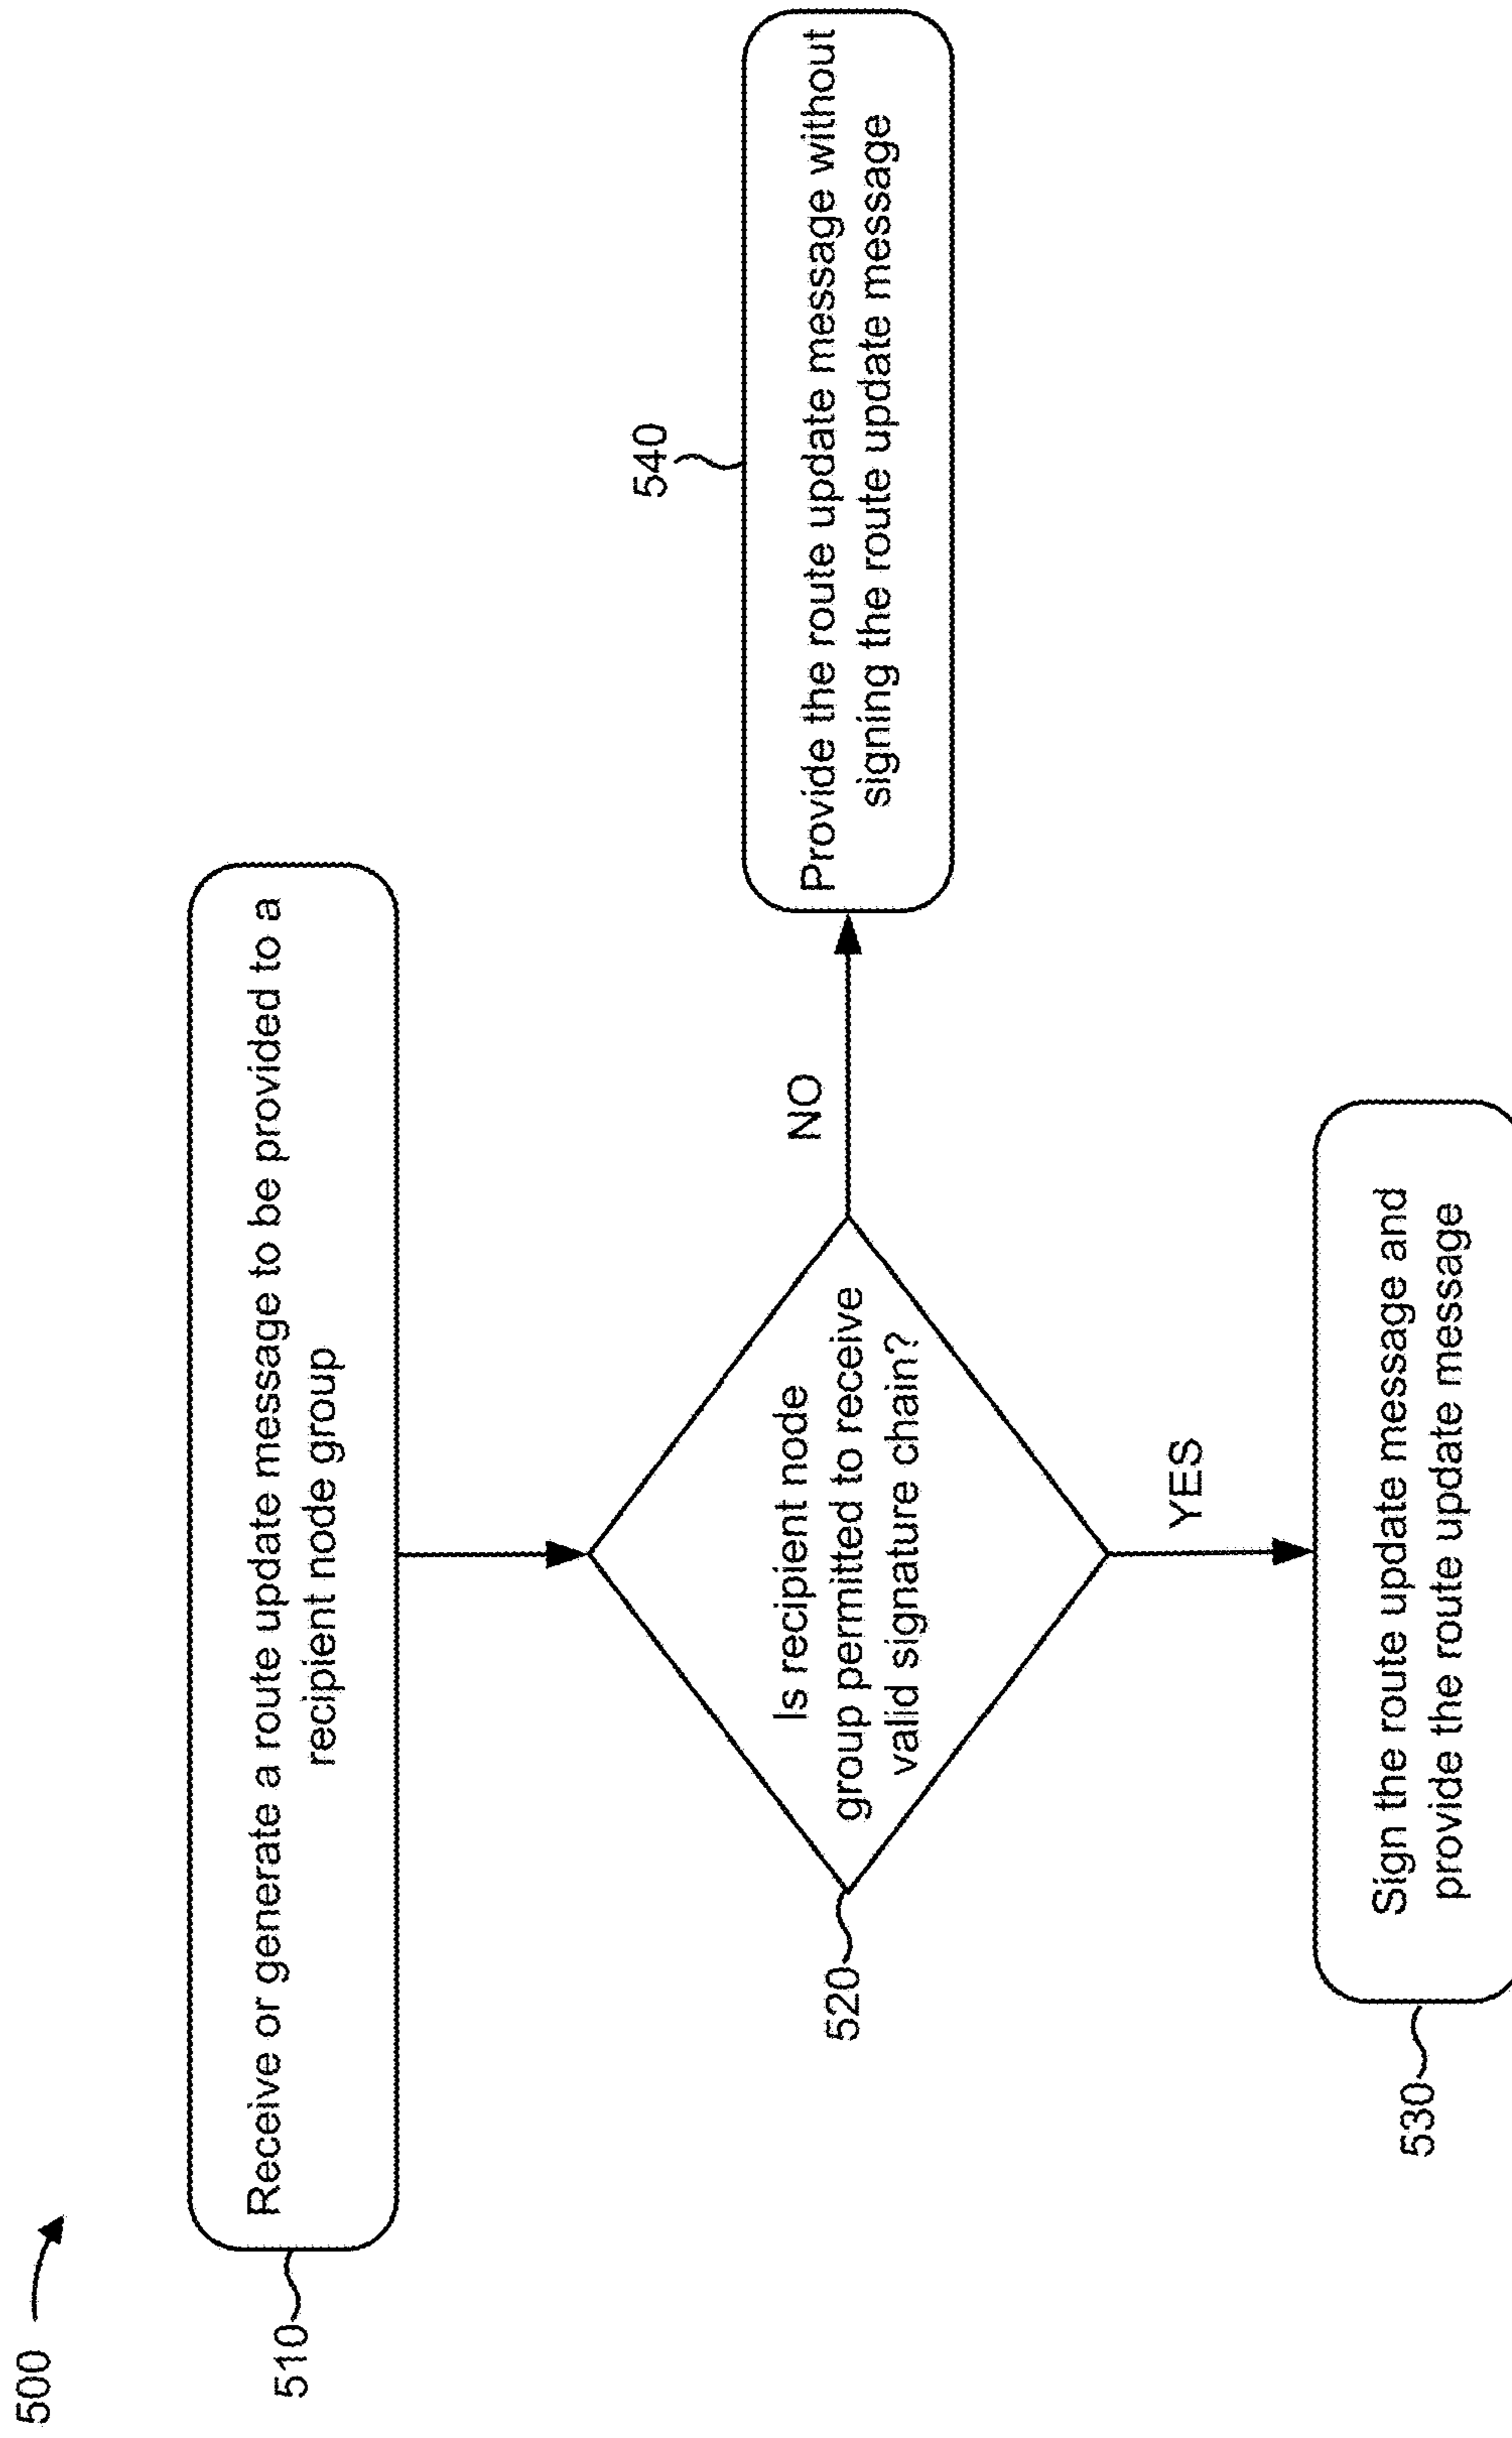 500
510
Receive or generate a route update message to be provided to a
recipient node group
520
Is recipient node
group permitted to receive
valid signature chain?
NO
540
Provide the route update message without
signing the route update message
YES
530
Sign the route update message and
provide the route update message